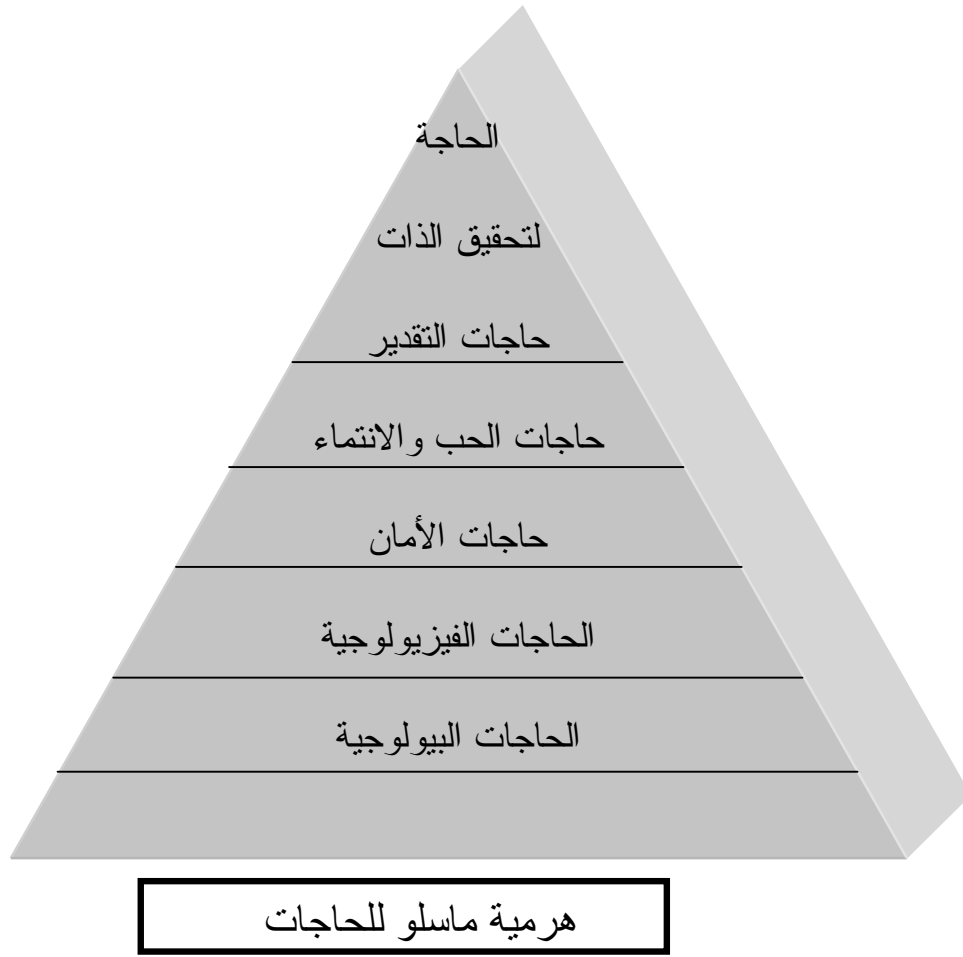 الحاجة
لتحقيق الذات
حاجات التقدير
حاجات الحب والانتماء
حاجات الأمان
الحاجات الفيزيولوجية
الحاجات البيولوجية
هرمية ماسلو للحاجات